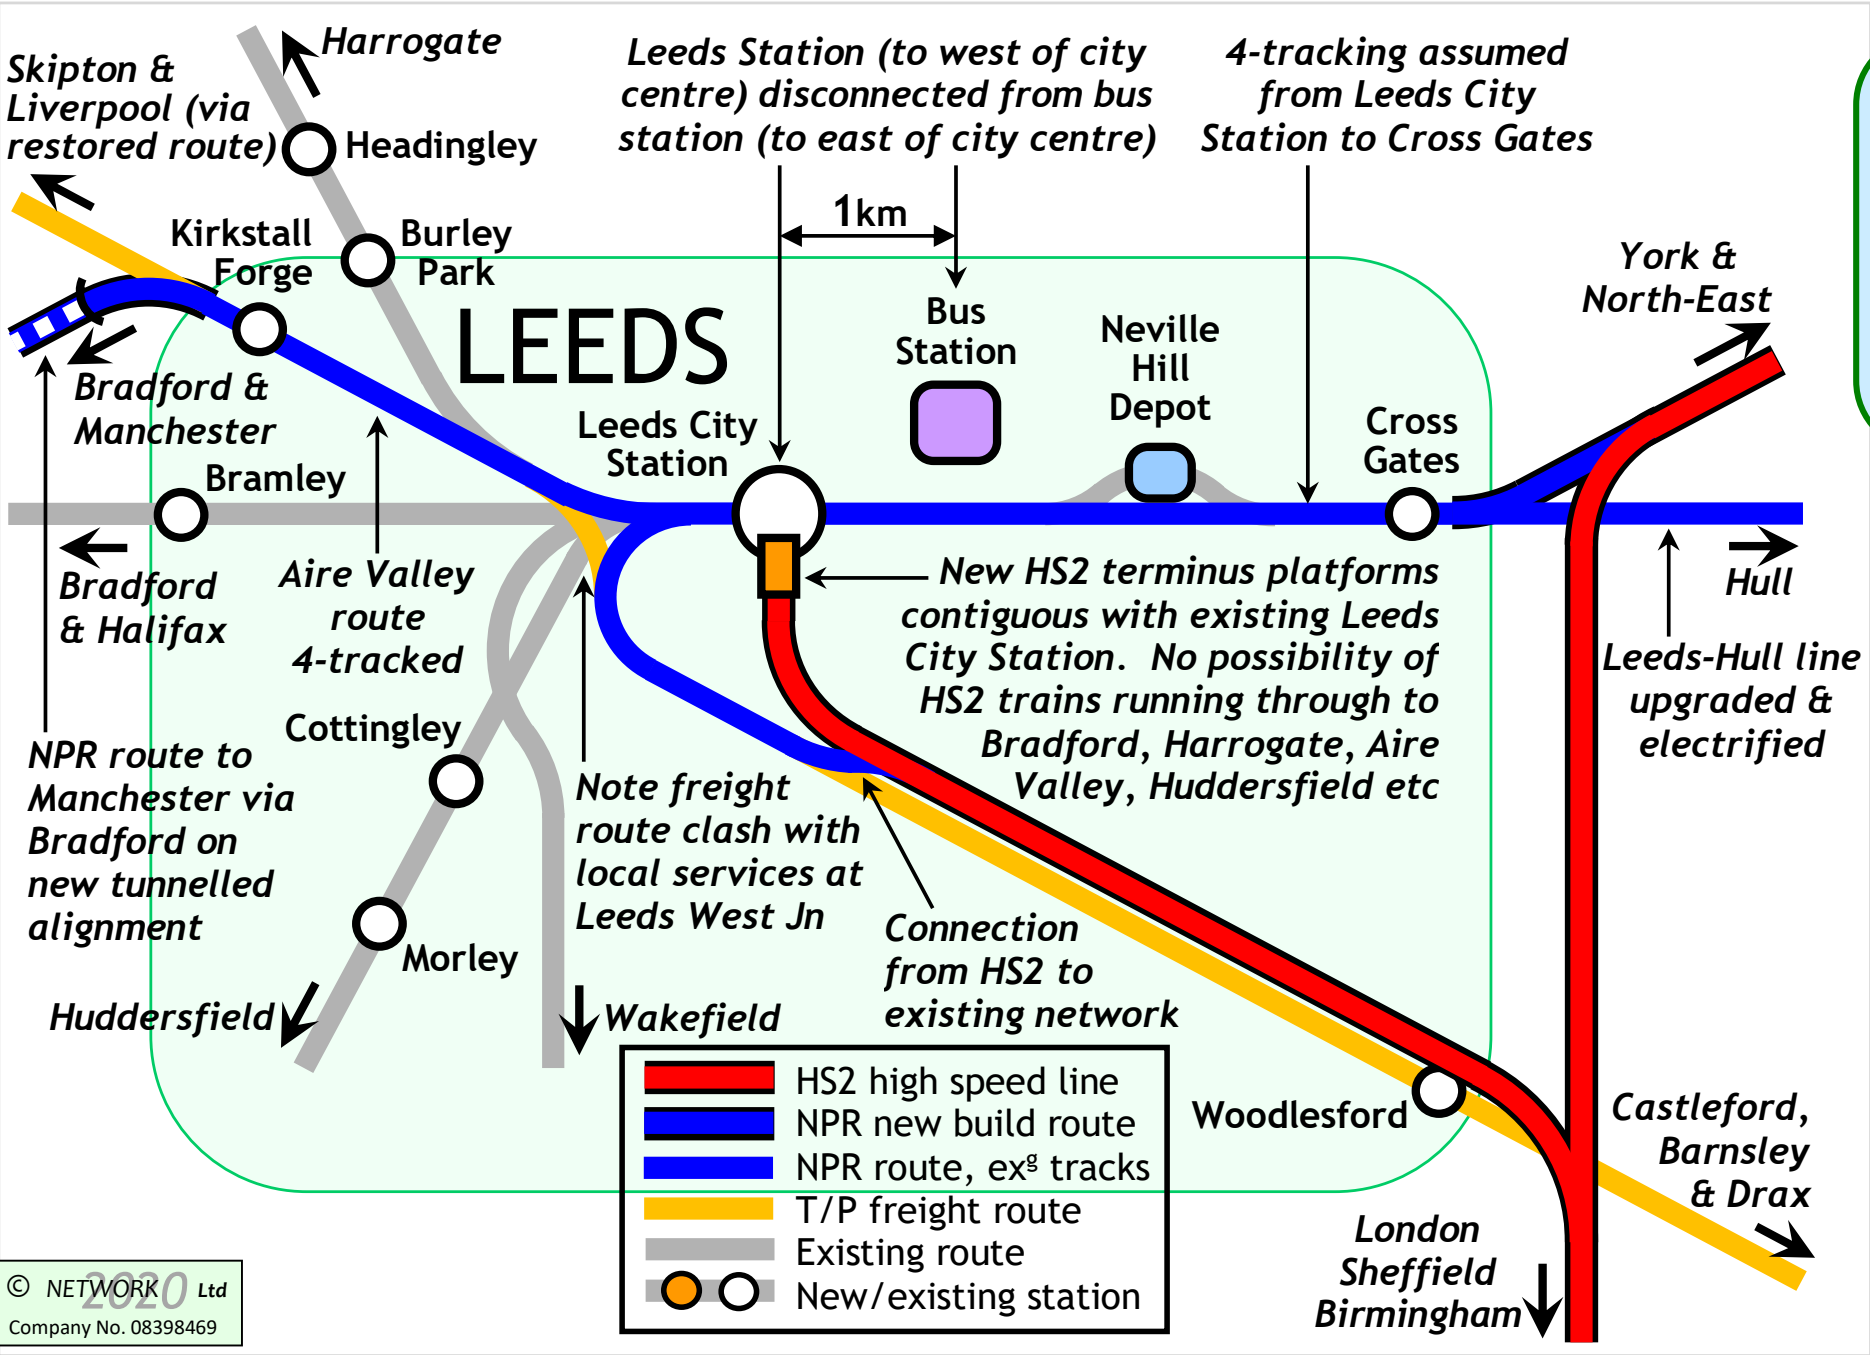 Harrogate
Skipton &
Liverpool (via
restored route)
Headingley
Leeds Station (to west of city
centre) disconnected from bus
station (to east of city centre)
4-tracking assumed
from Leeds City
Station to Cross Gates
1km
Kirkstall
Forge
Burley
Park
York &
North-East
LEEDS
Bus
Station
Neville
Hill
Depot
Bradford &
Manchester
Leeds City
Station
Cross
Gates
Bramley
Bradford
& Halifax
Aire Valley
route
4-tracked
New HS2 terminus platforms
contiguous with existing Leeds
City Station. No possibility of
HS2 trains running through to
Bradford, Harrogate, Aire
Valley, Huddersfield etc
Hull
Leeds-Hull line
upgraded &
electrified
Cottingley
NPR route to
Manchester via
Bradford on
new tunnelled
alignment
Note freight
route clash with
local services at
Leeds West Jn
Connection
from HS2 to
existing network
Morley
Huddersfield
Wakefield
Woodlesford
Castleford,
Barnsley
& Drax
London
Sheffield
Birmingham
HS2 high speed line
NPR new build route
NPR route, exᵍ tracks
T/P freight route
Existing route
New/existing station
© NETWORK 2020 Ltd
Company No. 08398469